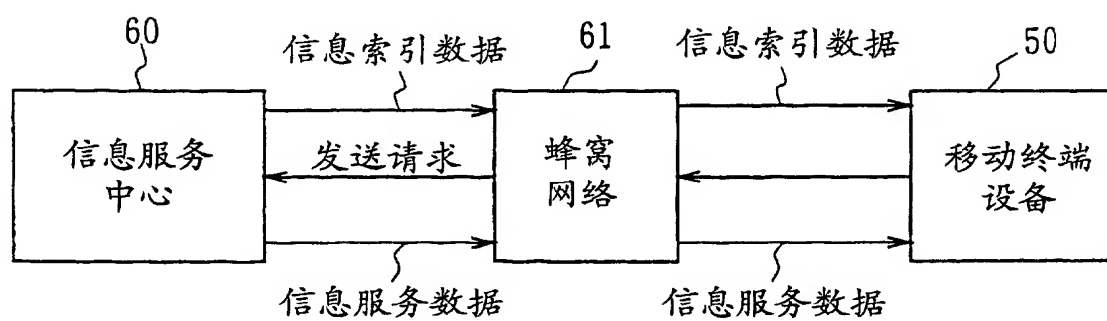 60
信息索引数据
61
信息索引数据
50
信息服务
中心
发送请求
蜂窝
网络
移动终端
设备
信息服务数据
信息服务数据